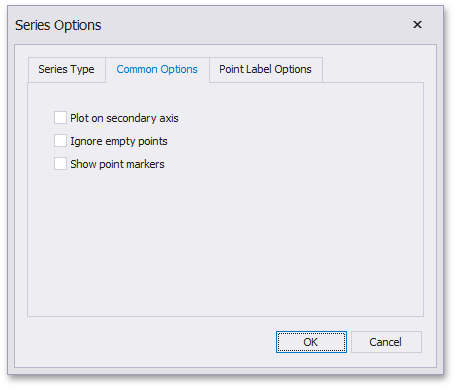 Series Options
Series Type Common Options Point Label Options
Plot on secondary axis
Ignore empty points
Show point markers
OK Cancel